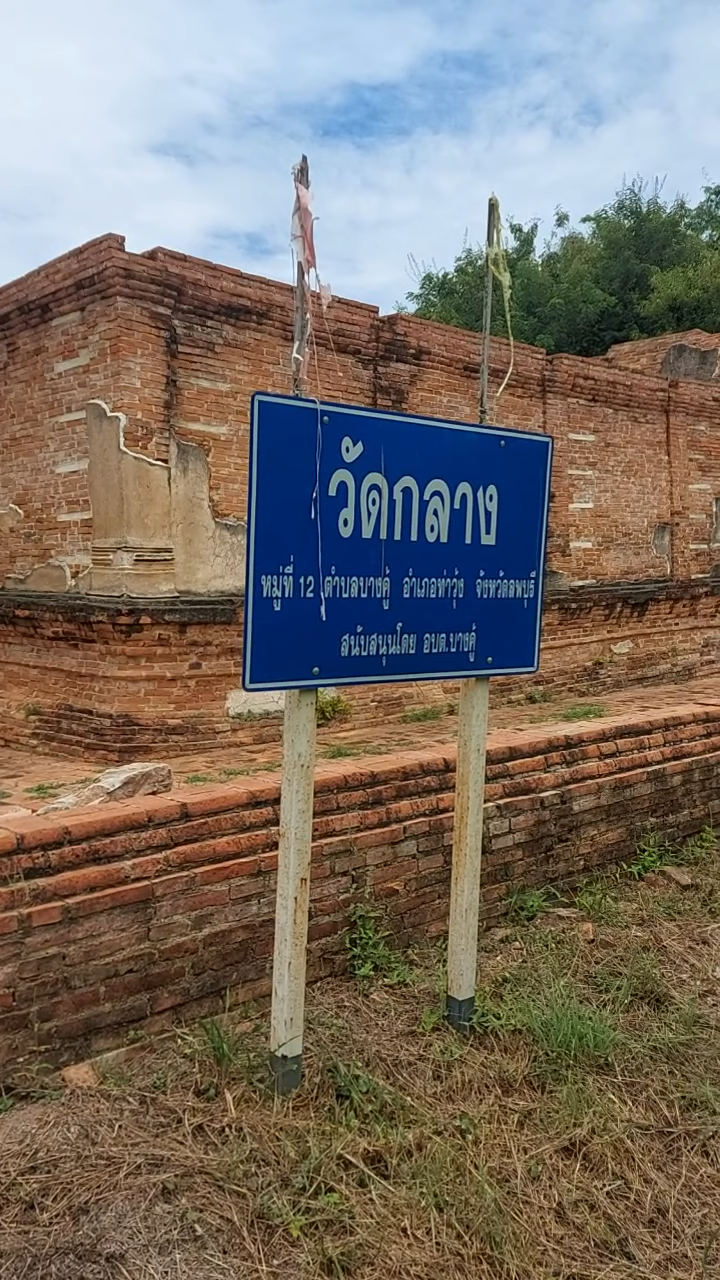 วัดกลาง
หมู่ที่ 12 ตำบลบางคู้ อำเภอท่าวุ้ง จังหวัดลพบุรี
สนับสนุนโดย อบต.บางคู้